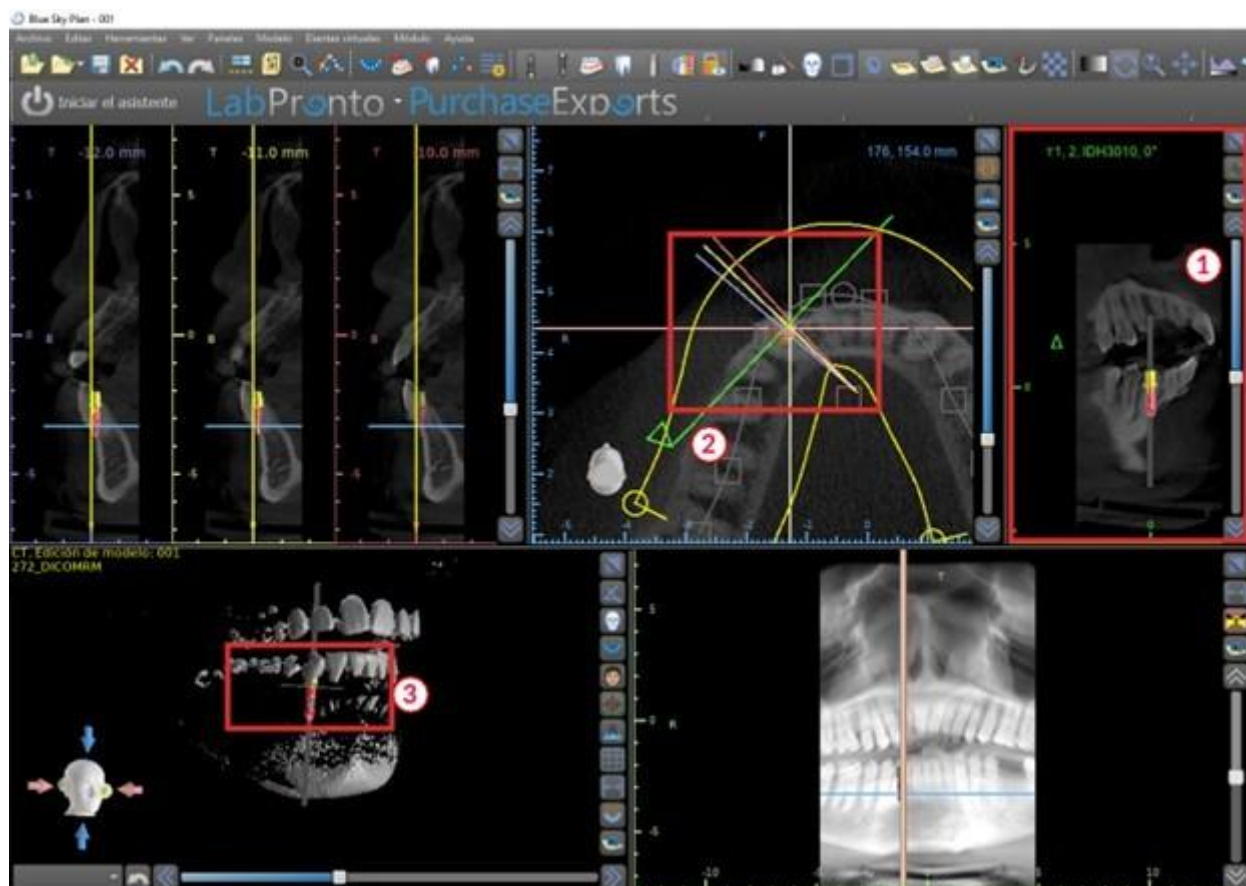 Blue Sky Plan - 001
Archivo Editar Herramientas Ver Paneles Modelo Dientes virtuales Módulo Ayuda
Iniciar el asistente LabPronto · PurchaseExports
T -12.0 mm
T -11.0 mm
T -10.0 mm
F
176, 154.0 mm
τ1, 2, IDH3010, 0°
1
2
R
CT, Edición de modelo: 001
272_DICOMRM
3
T
R